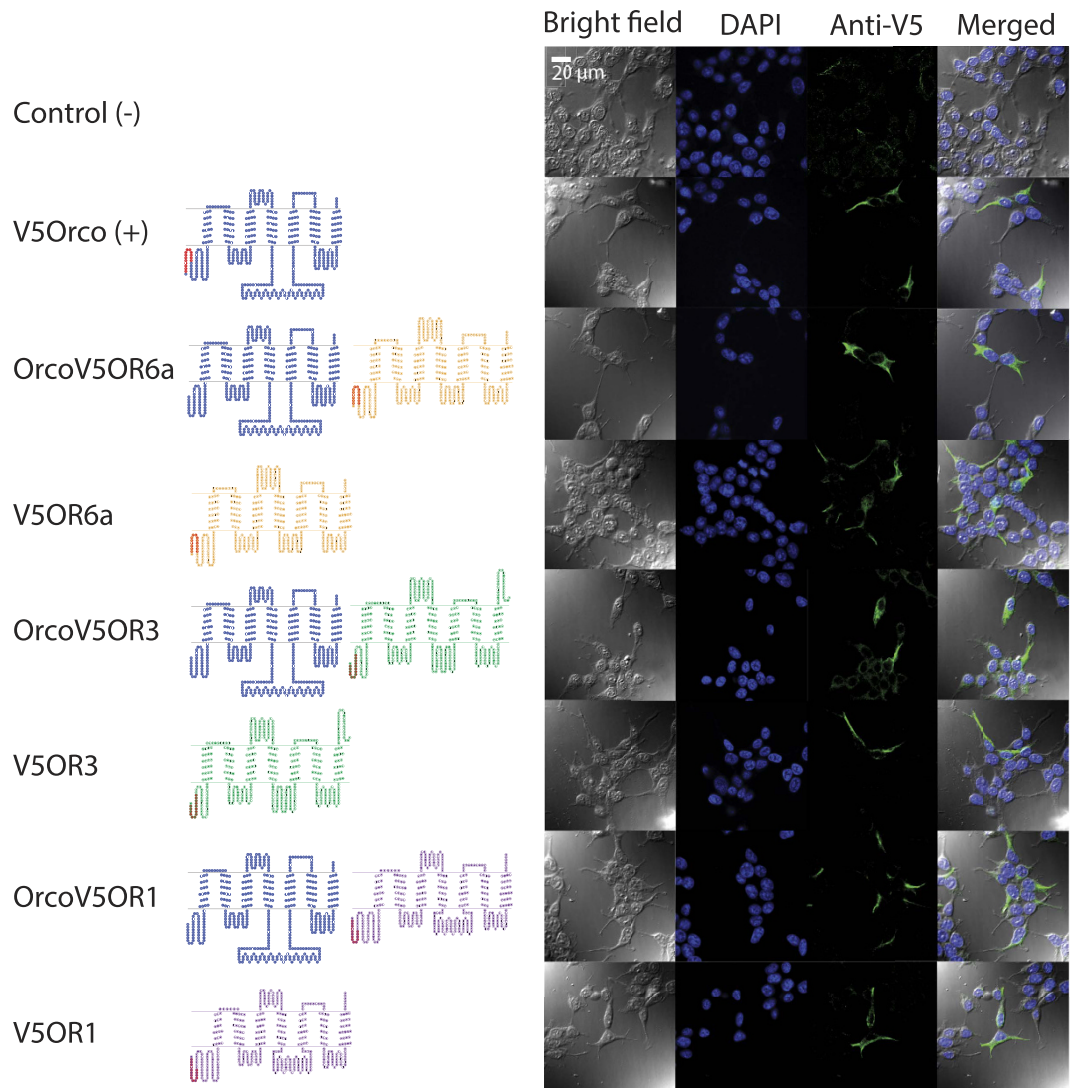 Bright field DAPI Anti-V5 Merged
20 μm
Control (-)
V5Orco (+)
OrcoV5OR6a
V5OR6a
OrcoV5OR3
V5OR3
OrcoV5OR1
V5OR1